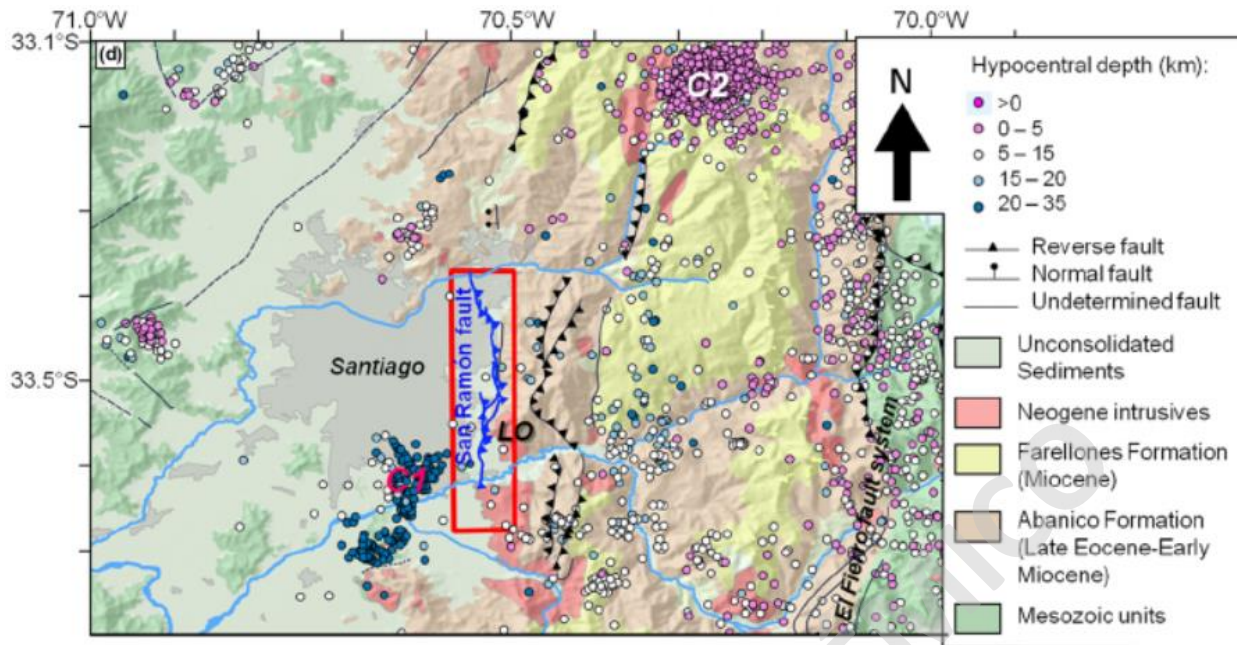 71.0°W
70.5°W
70.0°W
33.1°S
(d)
C2
N
Hypocentral depth (km):
>0
0 – 5
5 – 15
15 – 20
20 – 35
Reverse fault
Normal fault
Undetermined fault
Santiago
San Ramón fault
33.5°S
LO
C1
El Fierro fault system
Unconsolidated
Sediments
Neogene intrusives
Farellones Formation
(Miocene)
Abanico Formation
(Late Eocene-Early
Miocene)
Mesozoic units